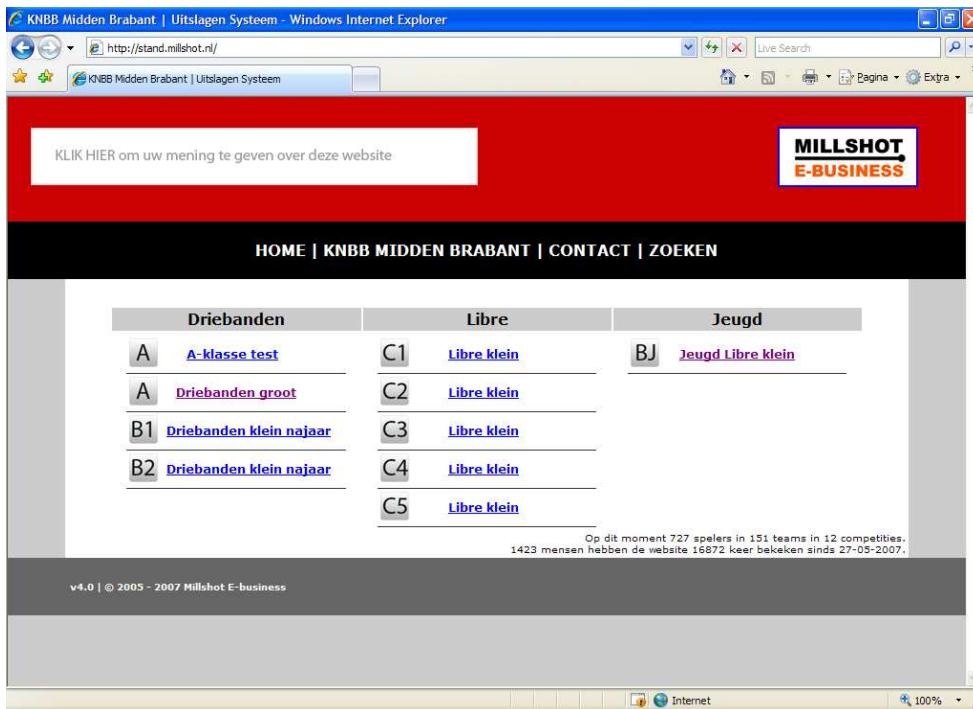 KNBB Midden Brabant | Uitslagen Systeem - Windows Internet Explorer
http://stand.millshot.nl/
Live Search
KNBB Midden Brabant | Uitslagen Systeem
Pagina
Extra
KLIK HIER om uw mening te geven over deze website
MILLSHOT
E-BUSINESS
HOME | KNBB MIDDEN BRABANT | CONTACT | ZOEKEN
Driebanden Libre Jeugd
A A-klasse test C1 Libre klein BJ Jeugd Libre klein
A Driebanden groot C2 Libre klein
B1 Driebanden klein najaar C3 Libre klein
B2 Driebanden klein najaar C4 Libre klein
C5 Libre klein
Op dit moment 727 spelers in 151 teams in 12 competities.
1423 mensen hebben de website 16872 keer bekeken sinds 27-05-2007.
v4.0 | © 2005 - 2007 Millshot E-business
Internet
100%